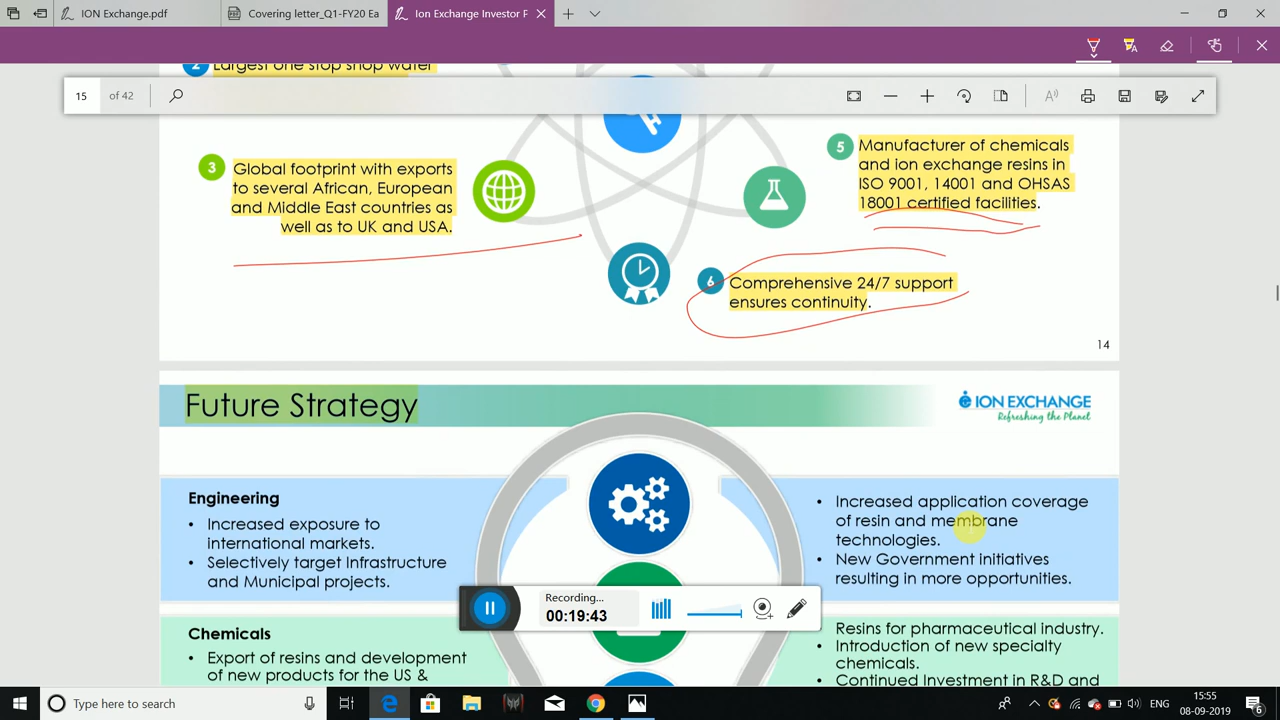 ION Exchange.pdf
Covering letter_Q1-FY20 Ea
Ion Exchange Investor P
2 Largest one stop shop water
15 of 42
3 Global footprint with exports
to several African, European
and Middle East countries as
well as to UK and USA.
5 Manufacturer of chemicals
and ion exchange resins in
ISO 9001, 14001 and OHSAS
18001 certified facilities.
6 Comprehensive 24/7 support
ensures continuity.
14
Future Strategy
ION EXCHANGE
Refreshing the Planet
Engineering
• Increased exposure to
international markets.
• Selectively target Infrastructure
and Municipal projects.
• Increased application coverage
of resin and membrane
technologies.
• New Government initiatives
resulting in more opportunities.
Recording...
00:19:43
Chemicals
• Export of resins and development
of new products for the US &
Resins for pharmaceutical industry.
• Introduction of new specialty
chemicals.
• Continued Investment in R&D and
Type here to search
ENG
15:55
08-09-2019
6